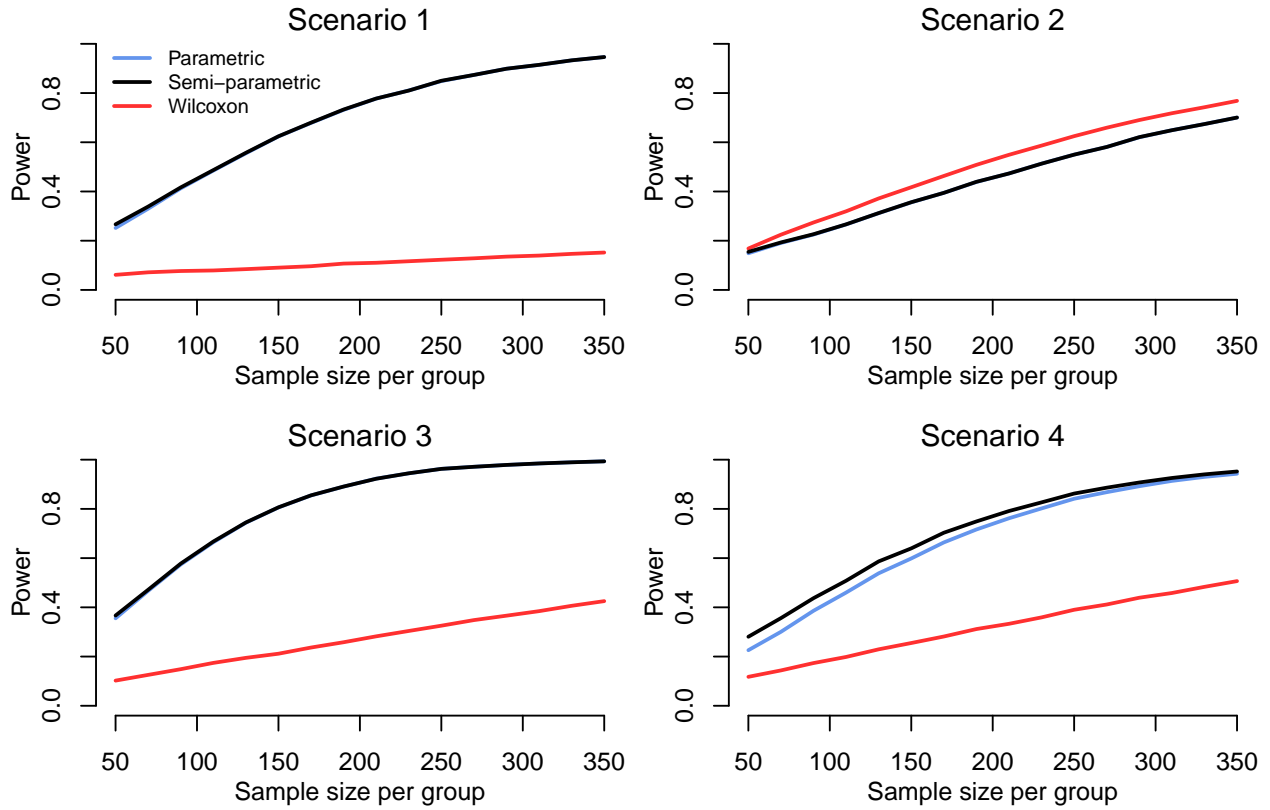 Scenario 1
Parametric
Semi−parametric
Wilcoxon
Power
0.0 0.4 0.8
50 100 150 200 250 300 350
Sample size per group
Scenario 2
Power
0.0 0.4 0.8
50 100 150 200 250 300 350
Sample size per group
Scenario 3
Power
0.0 0.4 0.8
50 100 150 200 250 300 350
Sample size per group
Scenario 4
Power
0.0 0.4 0.8
50 100 150 200 250 300 350
Sample size per group